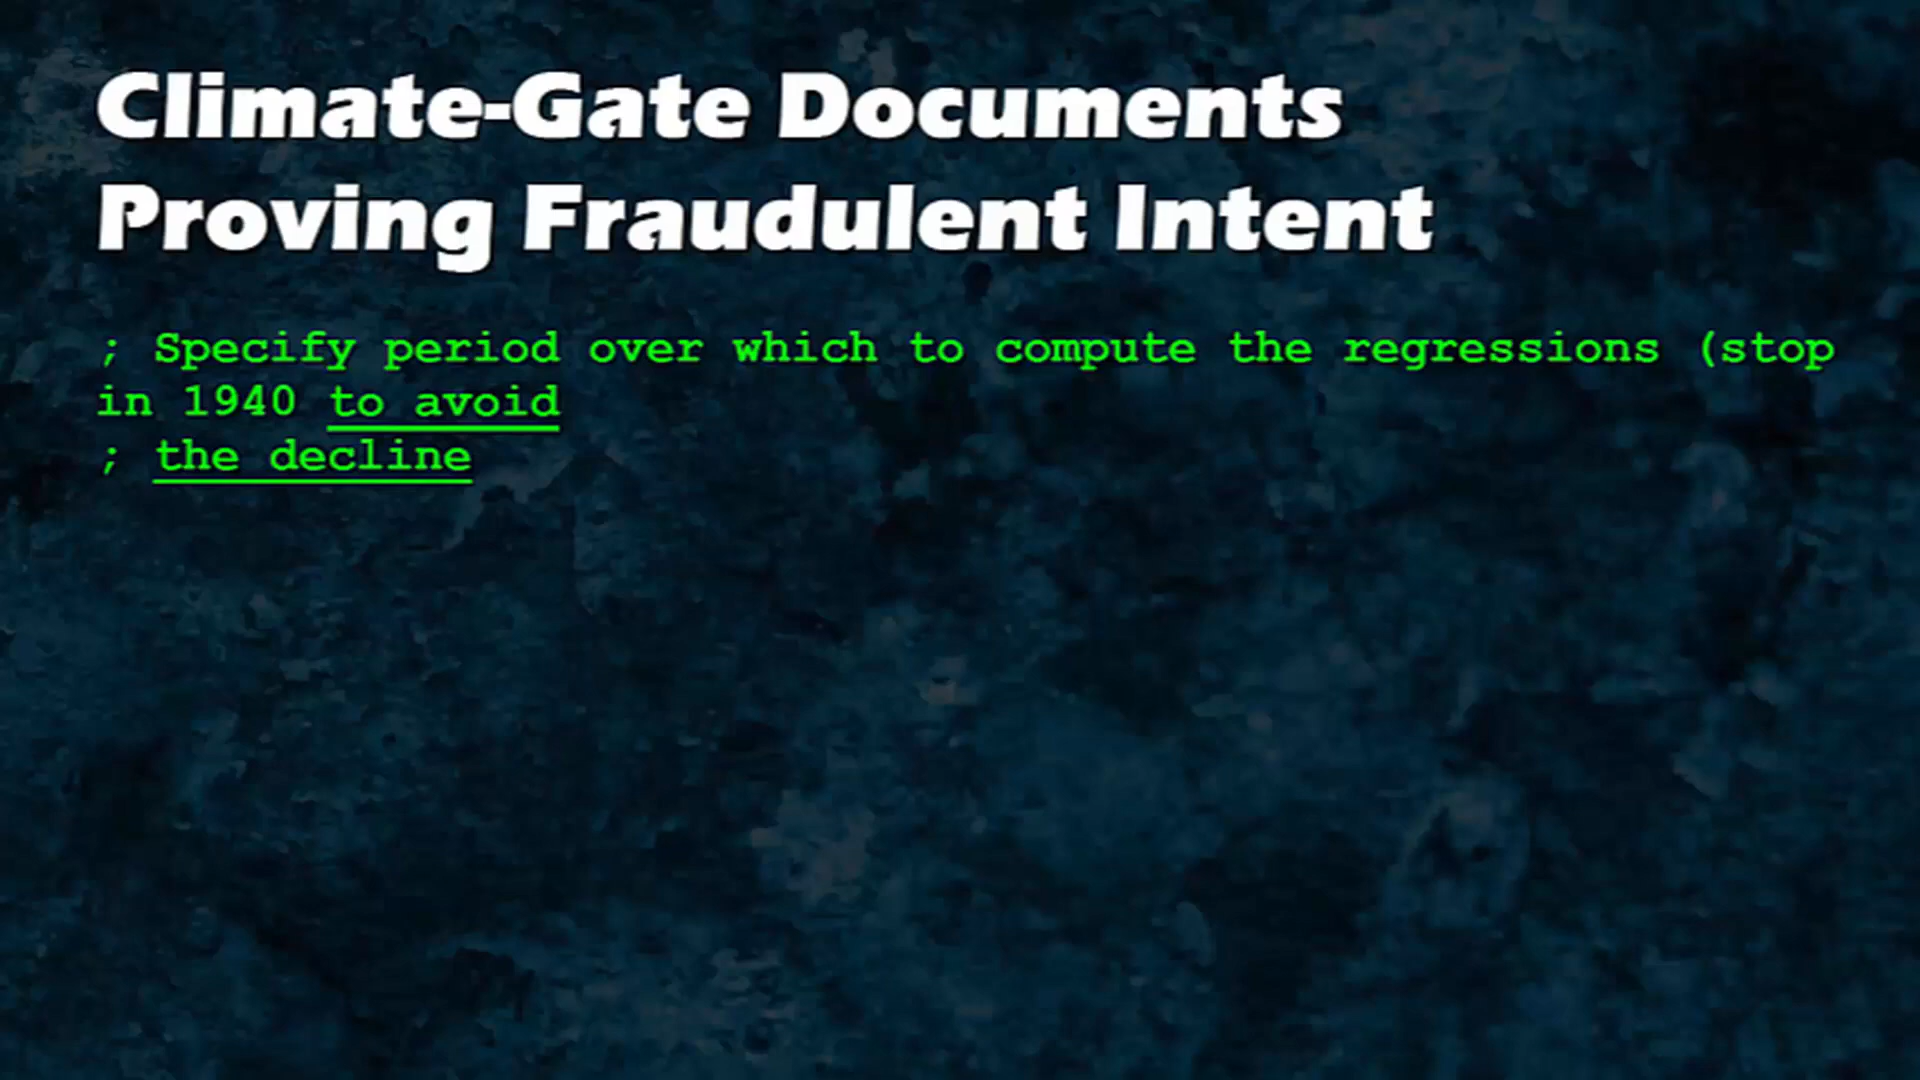 Climate-Gate Documents
Proving Fraudulent Intent
; Specify period over which to compute the regressions (stop
in 1940 to avoid
; the decline